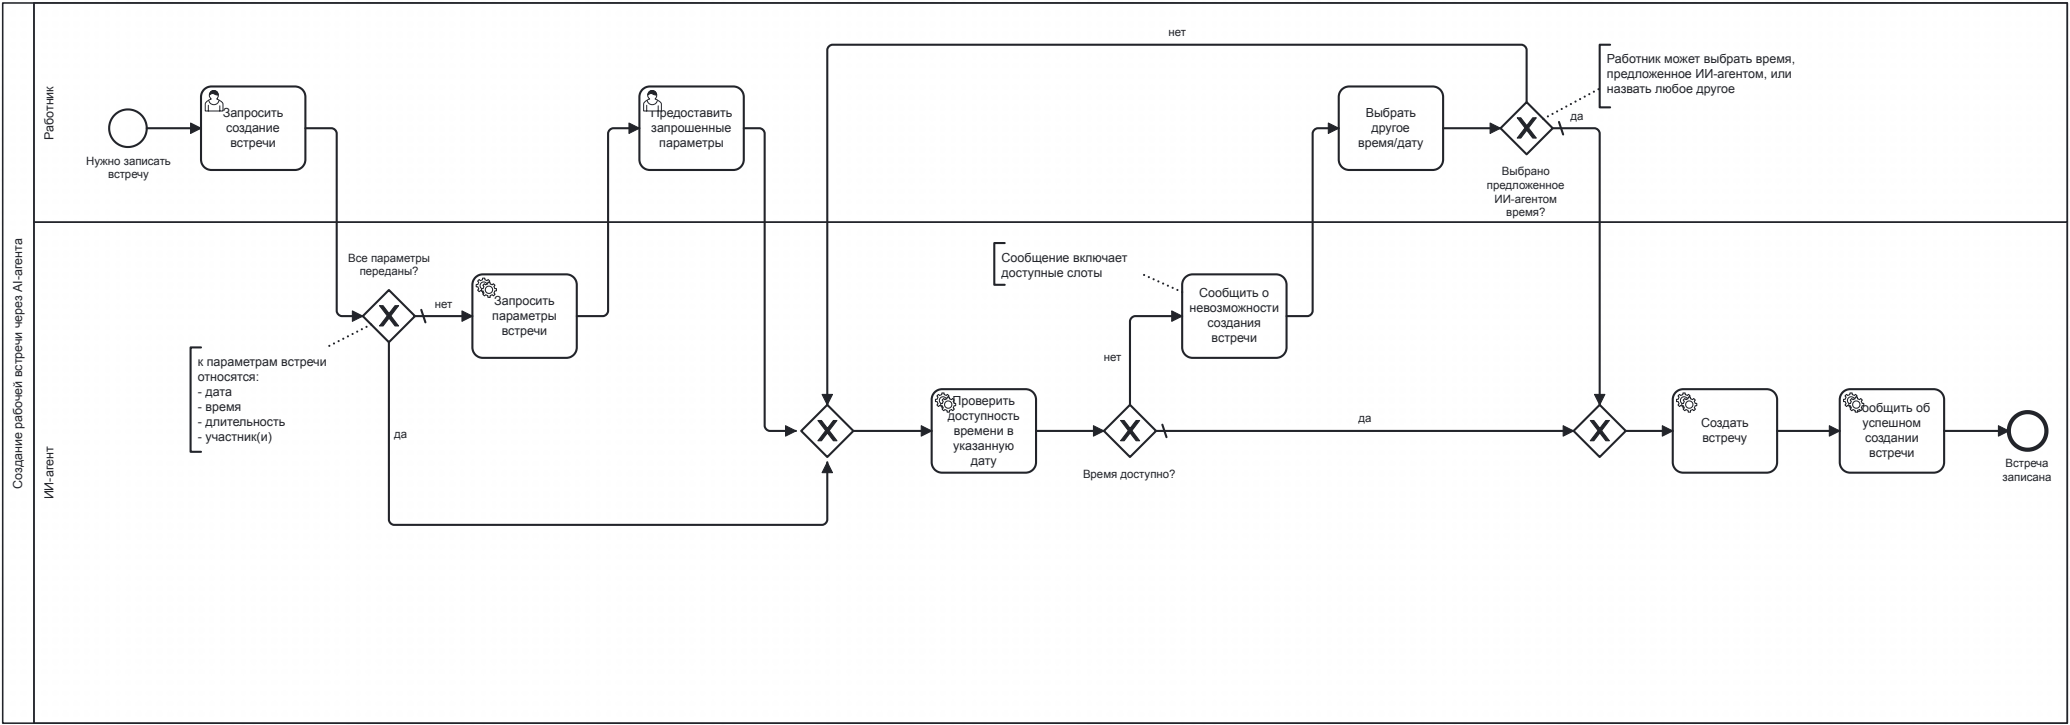 Создание рабочей встречи через AI-агента
Работник
Нужно записать
встречу
Запросить
создание
встречи
Предоставить
запрошенные
параметры
нет
Выбрать
другое
время/дату
Выбрано
предложенное
ИИ-агентом
время?
да
Работник может выбрать время,
предложенное ИИ-агентом, или
назвать любое другое
ИИ-агент
Все параметры
переданы?
нет
да
к параметрам встречи
относятся:
- дата
- время
- длительность
- участник(и)
Запросить
параметры
встречи
Проверить
доступность
времени в
указанную
дату
Время доступно?
нет
да
Сообщение включает
доступные слоты
Сообщить о
невозможности
создания
встречи
Создать
встречу
Сообщить об
успешном
создании
встречи
Встреча
записана